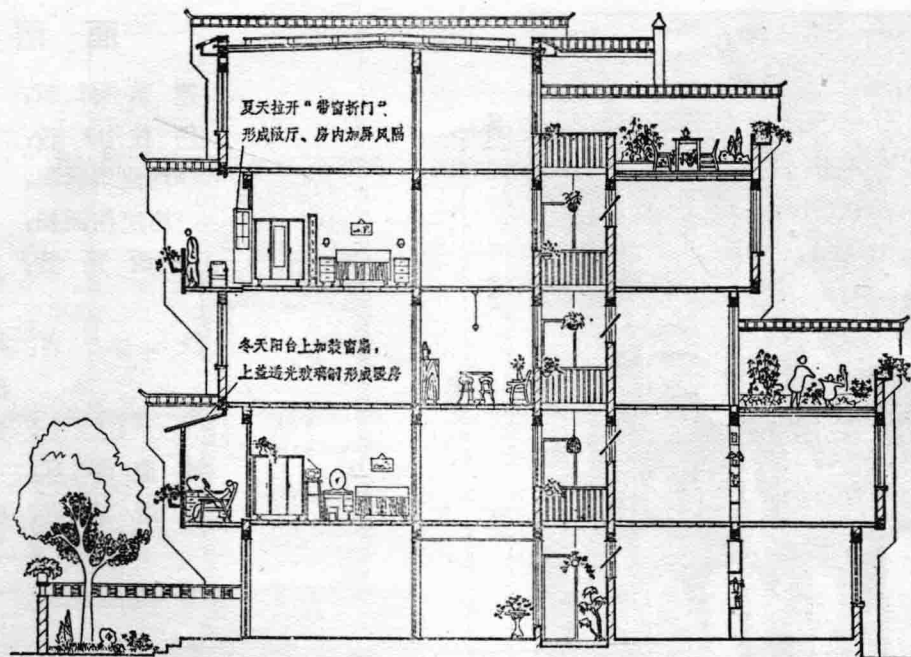 夏天拉开“带窗折门”、
形成敞厅、房内加屏风隔
冬天阳台上加装窗扇，
上盖透光玻璃钢形成暖房